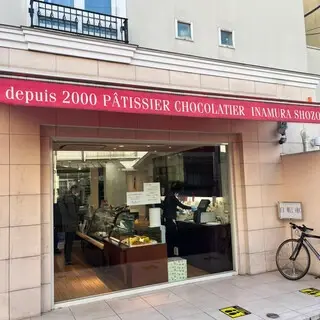 depuis 2000 PÂTISSIER CHOCOLATIER INAMURA SHOZO